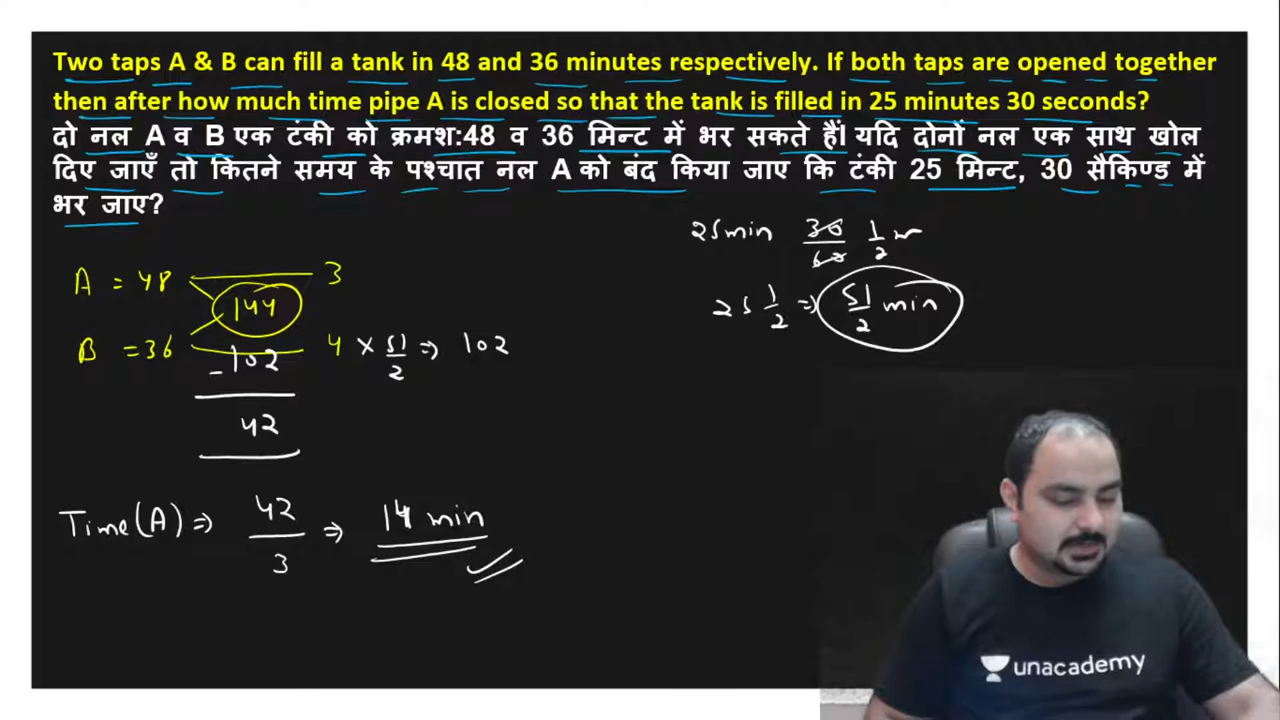 Two taps A & B can fill a tank in 48 and 36 minutes respectively. If both taps are opened together
then after how much time pipe A is closed so that the tank is filled in 25 minutes 30 seconds?
दो नल A व B एक टंकी को क्रमश:48 व 36 मिन्ट में भर सकते हैं। यदि दोनों नल एक साथ खोल
दिए जाएँ तो कितने समय के पश्चात नल A को बंद किया जाए कि टंकी 25 मिन्ट, 30 सैकिण्ड में
भर जाए?
25min 30/60 1/2 m
25 1/2 ⇒ 51/2 min
A = 48 3
144
B = 36 4 × 51/2 ⇒ 102
- 102
42
Time(A) ⇒ 42/3 ⇒ 14 min
unacademy